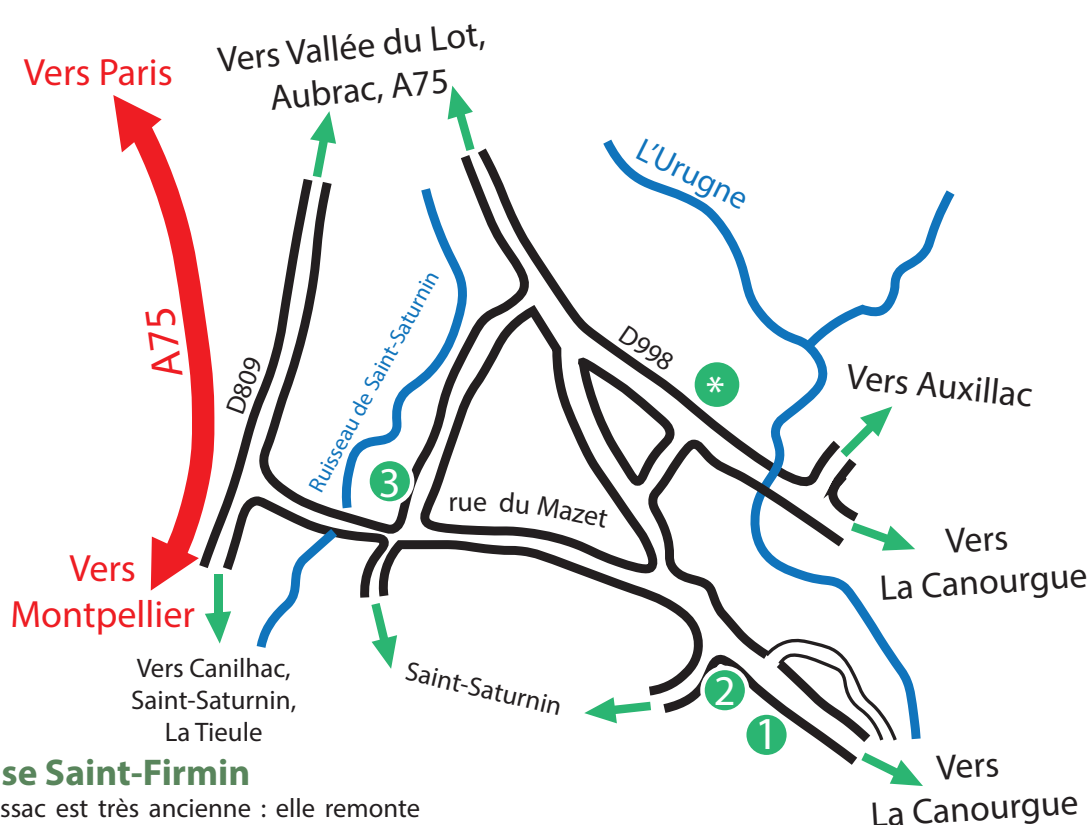 Vers Paris
Vers Vallée du Lot,
Aubrac, A75
L'Urugne
A75
D809
Ruisseau de Saint-Saturnin
D998
*
Vers Auxillac
3
rue du Mazet
Vers
La Canourgue
Vers
Montpellier
Vers Canilhac,
Saint-Saturnin,
La Tieule
Saint-Saturnin
2
1
Vers
La Canourgue
se Saint-Firmin
ssac est très ancienne : elle remonte